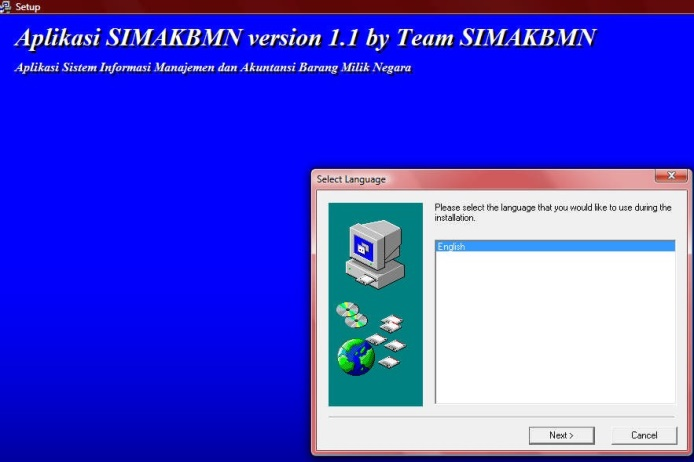 Setup
Aplikasi SIMAKBMN version 1.1 by Team SIMAKBMN
Aplikasi Sistem Informasi Manajemen dan Akuntansi Barang Milik Negara
Select Language
Please select the language that you would like to use during the
installation.
English
Next >
Cancel